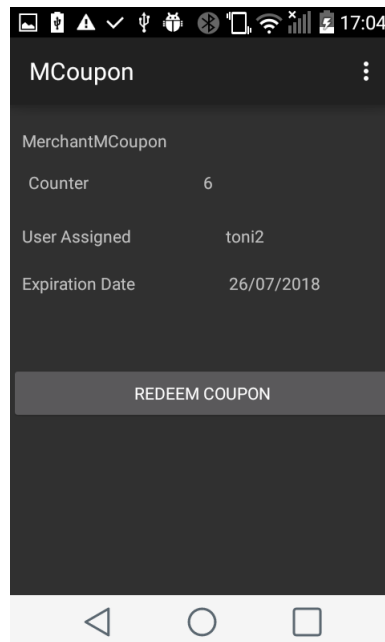 17:04
MCoupon
MerchantMCoupon
Counter 6
User Assigned toni2
Expiration Date 26/07/2018
REDEEM COUPON